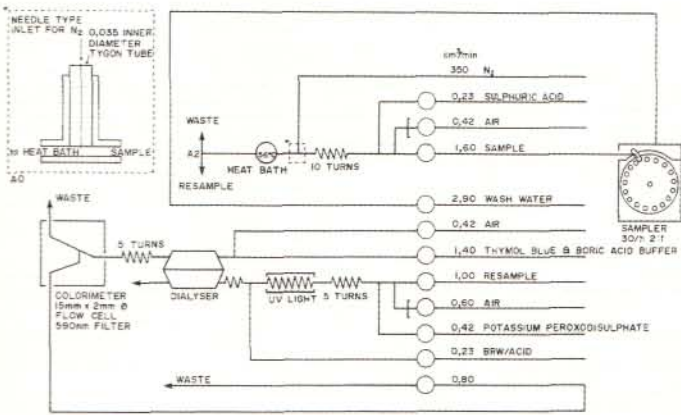 NEEDLE TYPE
INLET FOR N2
0,035 INNER
DIAMETER
TYGON TUBE
HEAT BATH
SAMPLE
A0
cm3/min
350 N2
0,23 SULPHURIC ACID
0,42 AIR
1,60 SAMPLE
WASTE
A2
RESAMPLE
HEAT BATH
10 TURNS
2,90 WASH WATER
0,42 AIR
1,40 THYMOL BLUE & BORIC ACID BUFFER
1,00 RESAMPLE
0,60 AIR
0,42 POTASSIUM PEROXODISULPHATE
0,23 BRW/ACID
0,80
SAMPLER
WASTE
5 TURNS
DIALYSER
UV LIGHT
5 TURNS
COLORIMETER
15mm x 2mm Ø
FLOW CELL
590mm FILTER
WASTE